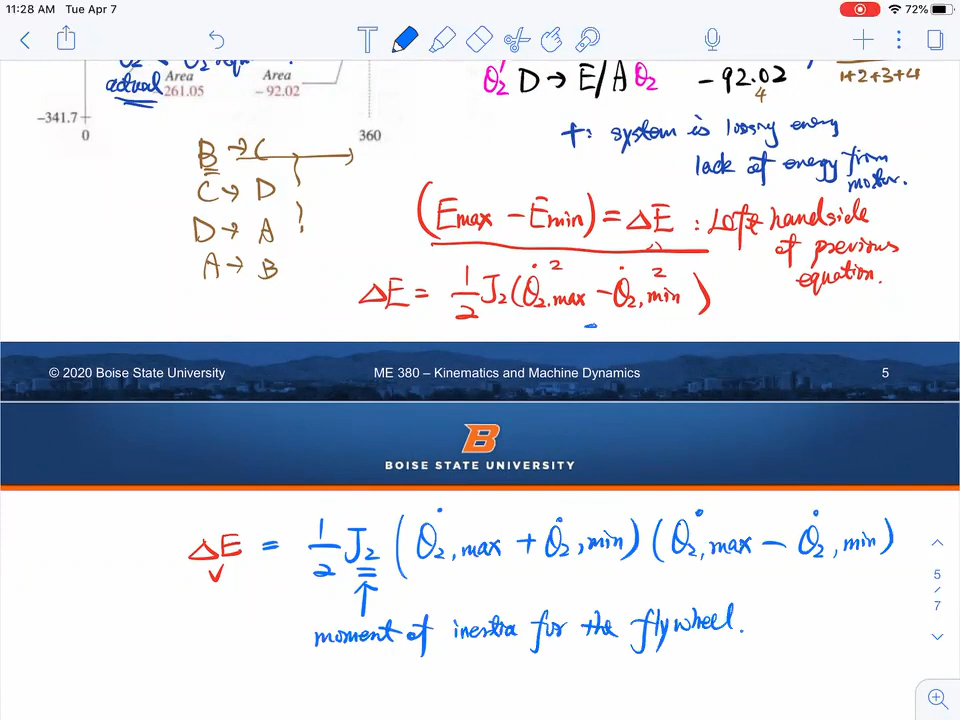 11:28 AM Tue Apr 7
72%
actual
Area
261.05
Area
-92.02
-341.7
0
360
θ2' D → E/A θ2 -92.02
4
1+2+3+4
+: system is lossing energy
lack of energy from
motor.
B → C
C → D
D → A
A → B
?
(Emax - Emin) = ΔE : Left handside
of previous
equation.
ΔE = 1/2 J2 (θ̇2,max² - θ̇2,min²)
© 2020 Boise State University
ME 380 – Kinematics and Machine Dynamics
5
B
BOISE STATE UNIVERSITY
ΔE = 1/2 J2 (θ̇2,max + θ̇2,min) (θ̇2,max - θ̇2,min)
moment of inertia for the flywheel.
5
/
7